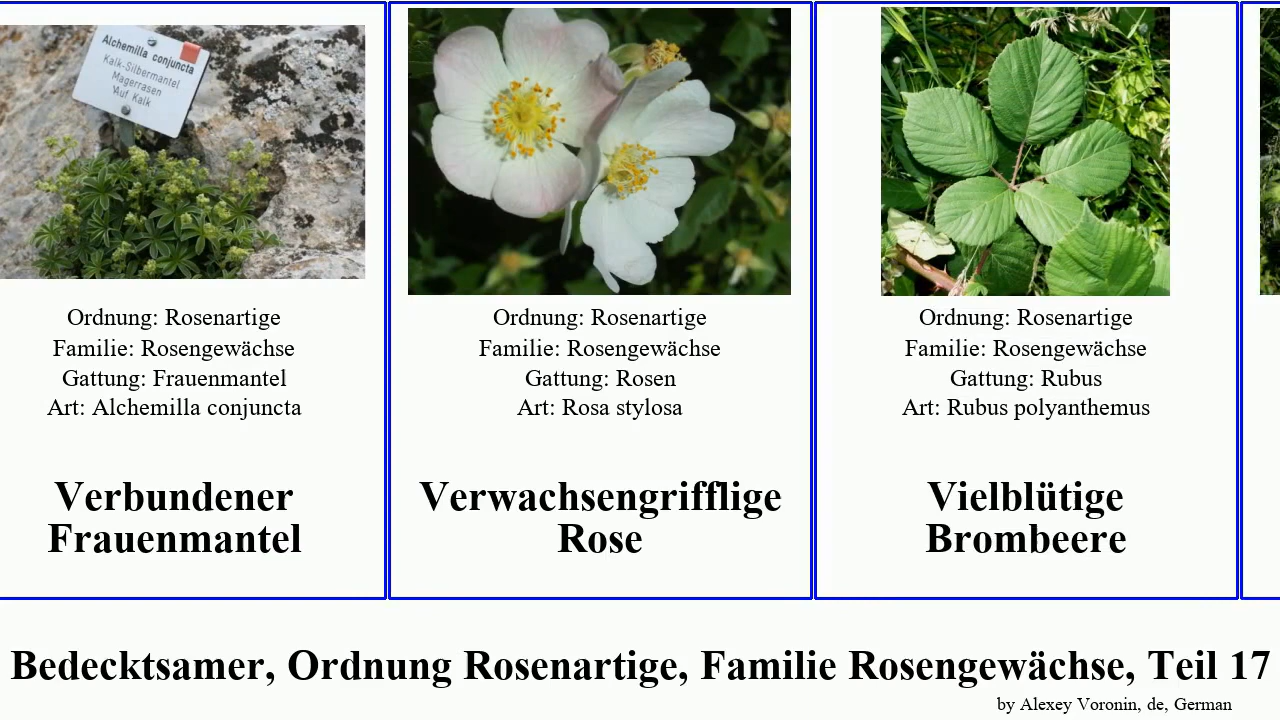 Alchemilla conjuncta
Kalk-Silbermantel
Magerrasen
Auf Kalk
Ordnung: Rosenartige
Familie: Rosengewächse
Gattung: Frauenmantel
Art: Alchemilla conjuncta
Verbundener
Frauenmantel
Ordnung: Rosenartige
Familie: Rosengewächse
Gattung: Rosen
Art: Rosa stylosa
Verwachsengrifflige
Rose
Ordnung: Rosenartige
Familie: Rosengewächse
Gattung: Rubus
Art: Rubus polyanthemus
Vielblütige
Brombeere
Bedecktsamer, Ordnung Rosenartige, Familie Rosengewächse, Teil 17
by Alexey Voronin, de, German